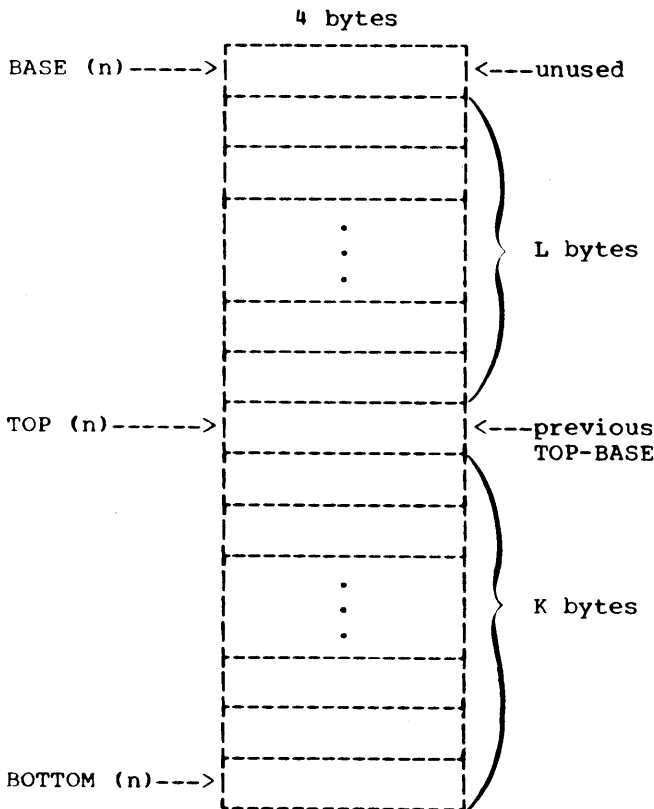 4 bytes
BASE (n)----->
<---unused
L bytes
TOP (n)------>
<---previous
TOP-BASE
K bytes
BOTTOM (n)--->